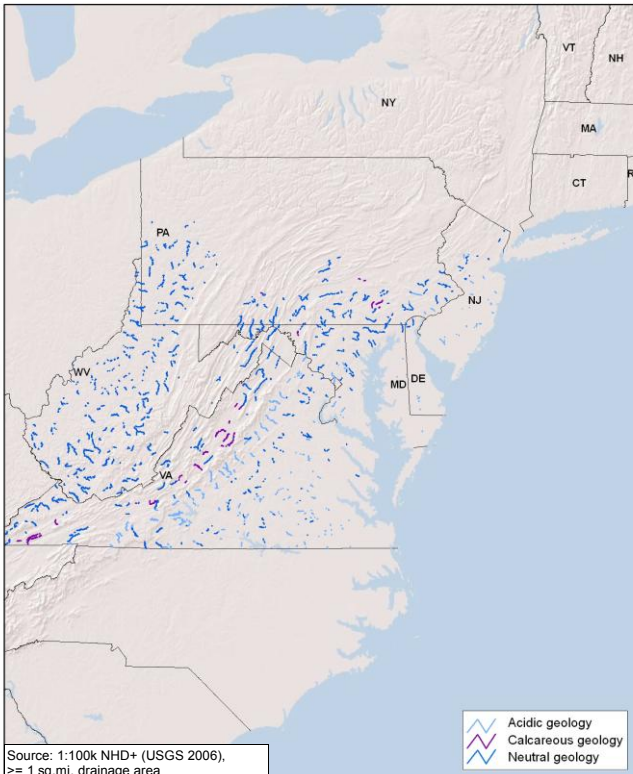 VT
NH
NY
MA
CT
R
PA
NJ
WV
MD
DE
VA
Acidic geology
Calcareous geology
Neutral geology
Source: 1:100k NHD+ (USGS 2006),
>= 1 sq.mi. drainage area